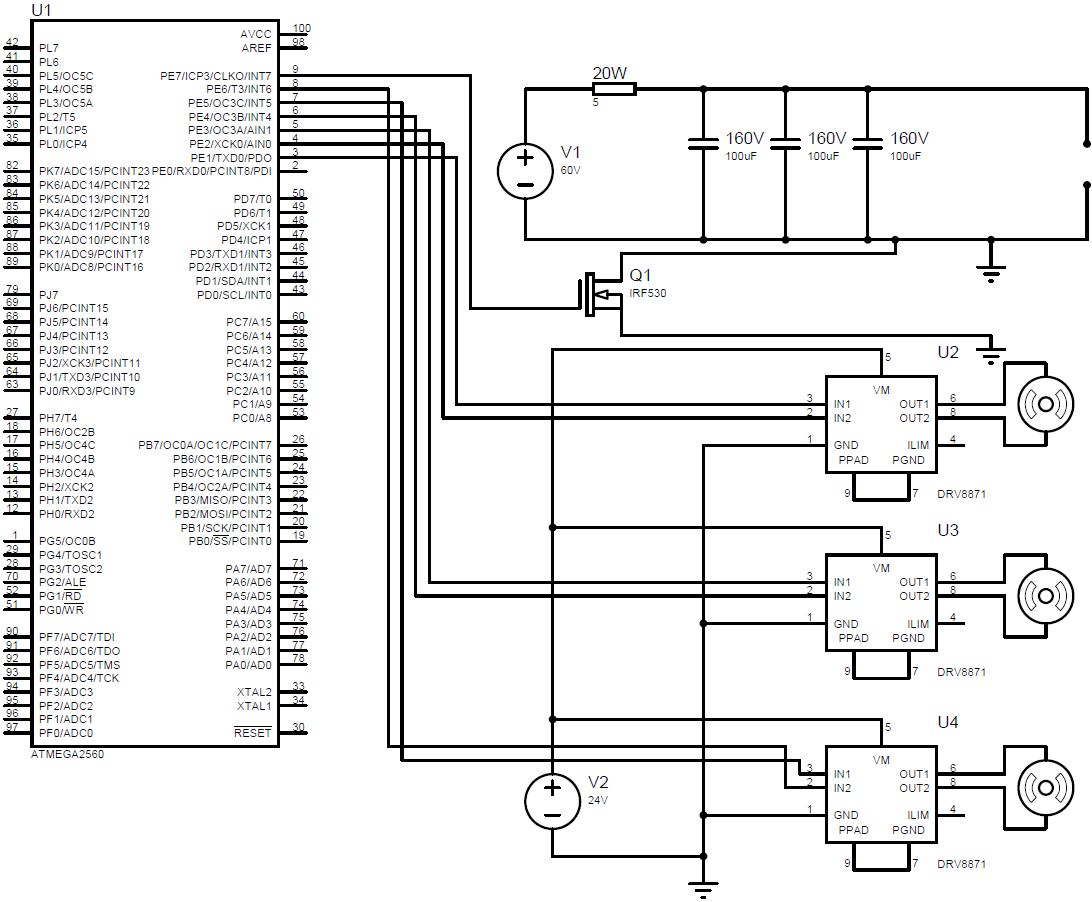 U1
AVCC 100
AREF 98
42 PL7
41 PL6
40 PL5/OC5C
39 PL4/OC5B
38 PL3/OC5A
37 PL2/T5
36 PL1/ICP5
35 PL0/ICP4
PE7/ICP3/CLKO/INT7 9
PE6/T3/INT6 8
PE5/OC3C/INT5 7
PE4/OC3B/INT4 6
PE3/OC3A/AIN1 5
PE2/XCK0/AIN0 4
PE1/TXD0/PDO 3
PE0/RXD0/PCINT8/PDI 2
82 PK7/ADC15/PCINT23
83 PK6/ADC14/PCINT22
84 PK5/ADC13/PCINT21
85 PK4/ADC12/PCINT20
86 PK3/ADC11/PCINT19
87 PK2/ADC10/PCINT18
88 PK1/ADC9/PCINT17
89 PK0/ADC8/PCINT16
PD7/T0 50
PD6/T1 49
PD5/XCK1 48
PD4/ICP1 47
PD3/TXD1/INT3 46
PD2/RXD1/INT2 45
PD1/SDA/INT1 44
PD0/SCL/INT0 43
79 PJ7
69 PJ6/PCINT15
68 PJ5/PCINT14
67 PJ4/PCINT13
66 PJ3/PCINT12
65 PJ2/XCK3/PCINT11
64 PJ1/TXD3/PCINT10
63 PJ0/RXD3/PCINT9
PC7/A15 60
PC6/A14 59
PC5/A13 58
PC4/A12 57
PC3/A11 56
PC2/A10 55
PC1/A9 54
PC0/A8 53
27 PH7/T4
18 PH6/OC2B
17 PH5/OC4C
16 PH4/OC4B
15 PH3/OC4A
14 PH2/XCK2
13 PH1/TXD2
12 PH0/RXD2
PB7/OC0A/OC1C/PCINT7 26
PB6/OC1B/PCINT6 25
PB5/OC1A/PCINT5 24
PB4/OC2A/PCINT4 23
PB3/MISO/PCINT3 22
PB2/MOSI/PCINT2 21
PB1/SCK/PCINT1 20
PB0/SS/PCINT0 19
1 PG5/OC0B
29 PG4/TOSC1
28 PG3/TOSC2
70 PG2/ALE
52 PG1/RD
51 PG0/WR
PA7/AD7 71
PA6/AD6 72
PA5/AD5 73
PA4/AD4 74
PA3/AD3 75
PA2/AD2 76
PA1/AD1 77
PA0/AD0 78
90 PF7/ADC7/TDI
91 PF6/ADC6/TDO
92 PF5/ADC5/TMS
93 PF4/ADC4/TCK
94 PF3/ADC3
95 PF2/ADC2
96 PF1/ADC1
97 PF0/ADC0
XTAL2 33
XTAL1 34
RESET 30
ATMEGA2560
20W
5
V1
60V
160V
100uF
160V
100uF
160V
100uF
Q1
IRF530
U2
5
VM
3 IN1 OUT1 6
2 IN2 OUT2 8
1 GND ILIM 4
PPAD PGND
9 7
DRV8871
U3
5
VM
3 IN1 OUT1 6
2 IN2 OUT2 8
1 GND ILIM 4
PPAD PGND
9 7
DRV8871
U4
5
VM
3 IN1 OUT1 6
2 IN2 OUT2 8
1 GND ILIM 4
PPAD PGND
9 7
DRV8871
V2
24V